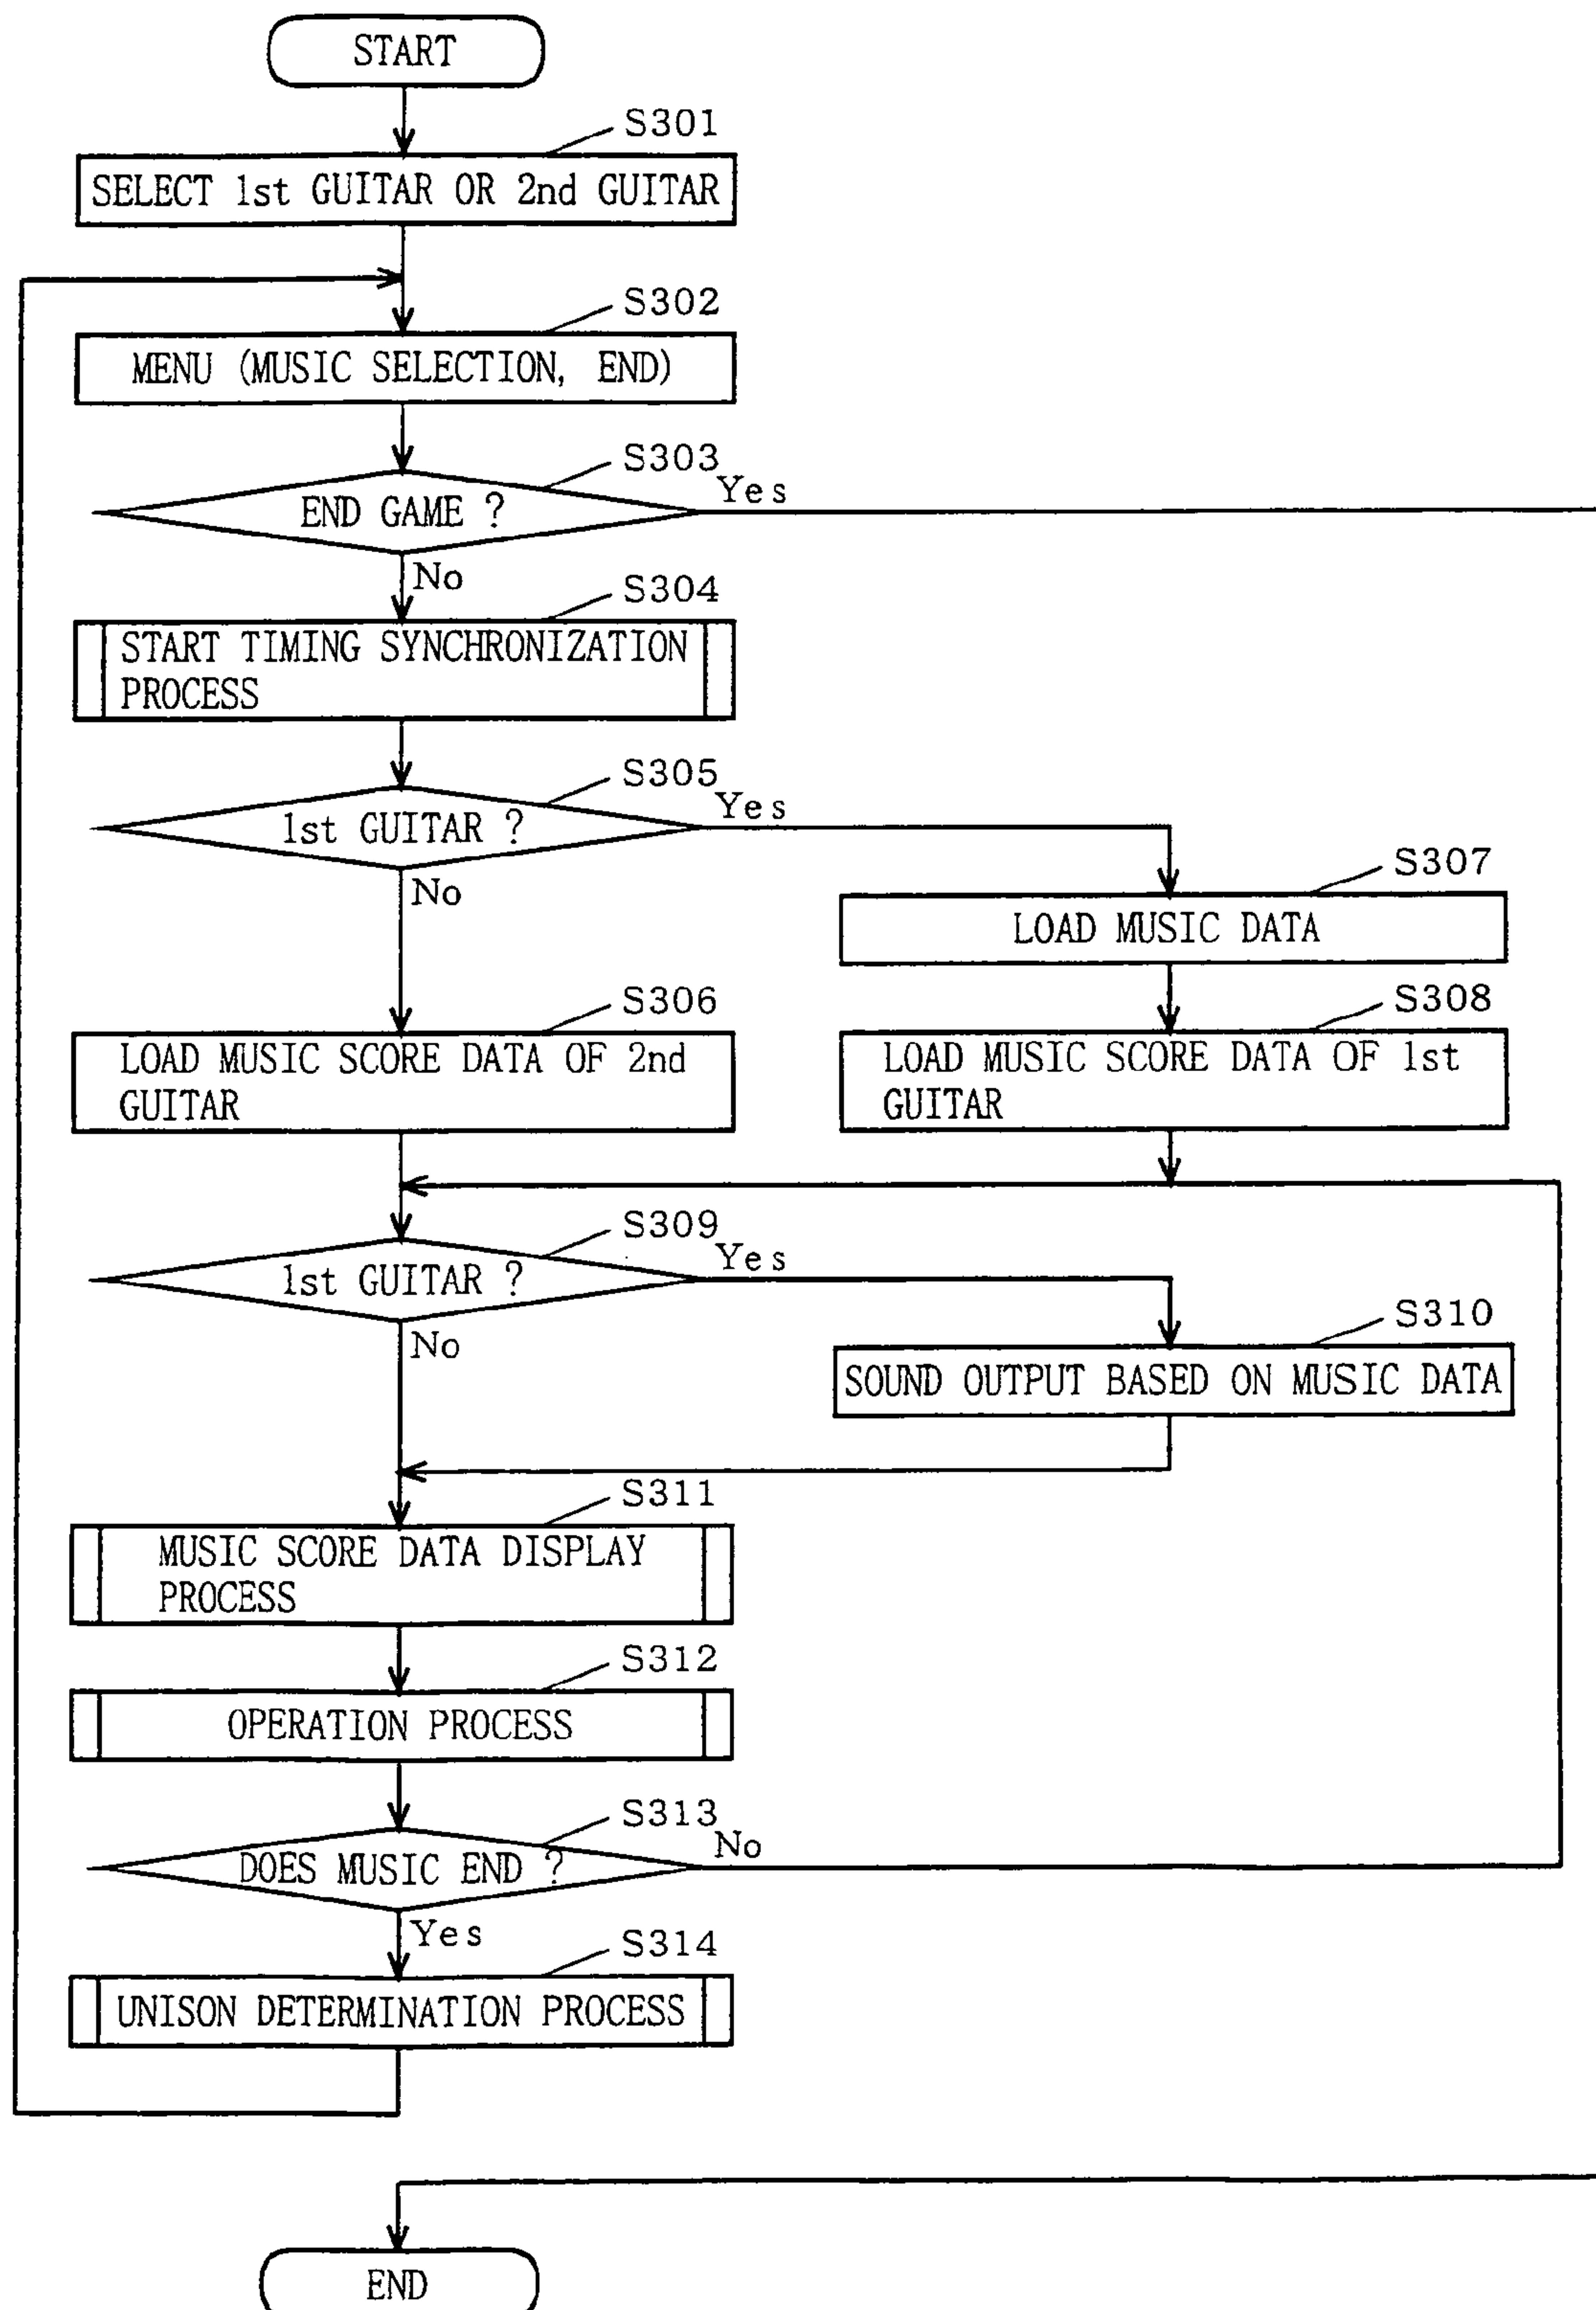 START
S301
SELECT 1st GUITAR OR 2nd GUITAR
S302
MENU (MUSIC SELECTION, END)
S303
END GAME ?
Yes
No
S304
START TIMING SYNCHRONIZATION
PROCESS
S305
1st GUITAR ?
Yes
No
S307
LOAD MUSIC DATA
S306
LOAD MUSIC SCORE DATA OF 2nd
GUITAR
S308
LOAD MUSIC SCORE DATA OF 1st
GUITAR
S309
1st GUITAR ?
Yes
No
S310
SOUND OUTPUT BASED ON MUSIC DATA
S311
MUSIC SCORE DATA DISPLAY
PROCESS
S312
OPERATION PROCESS
S313
DOES MUSIC END ?
No
Yes
S314
UNISON DETERMINATION PROCESS
END